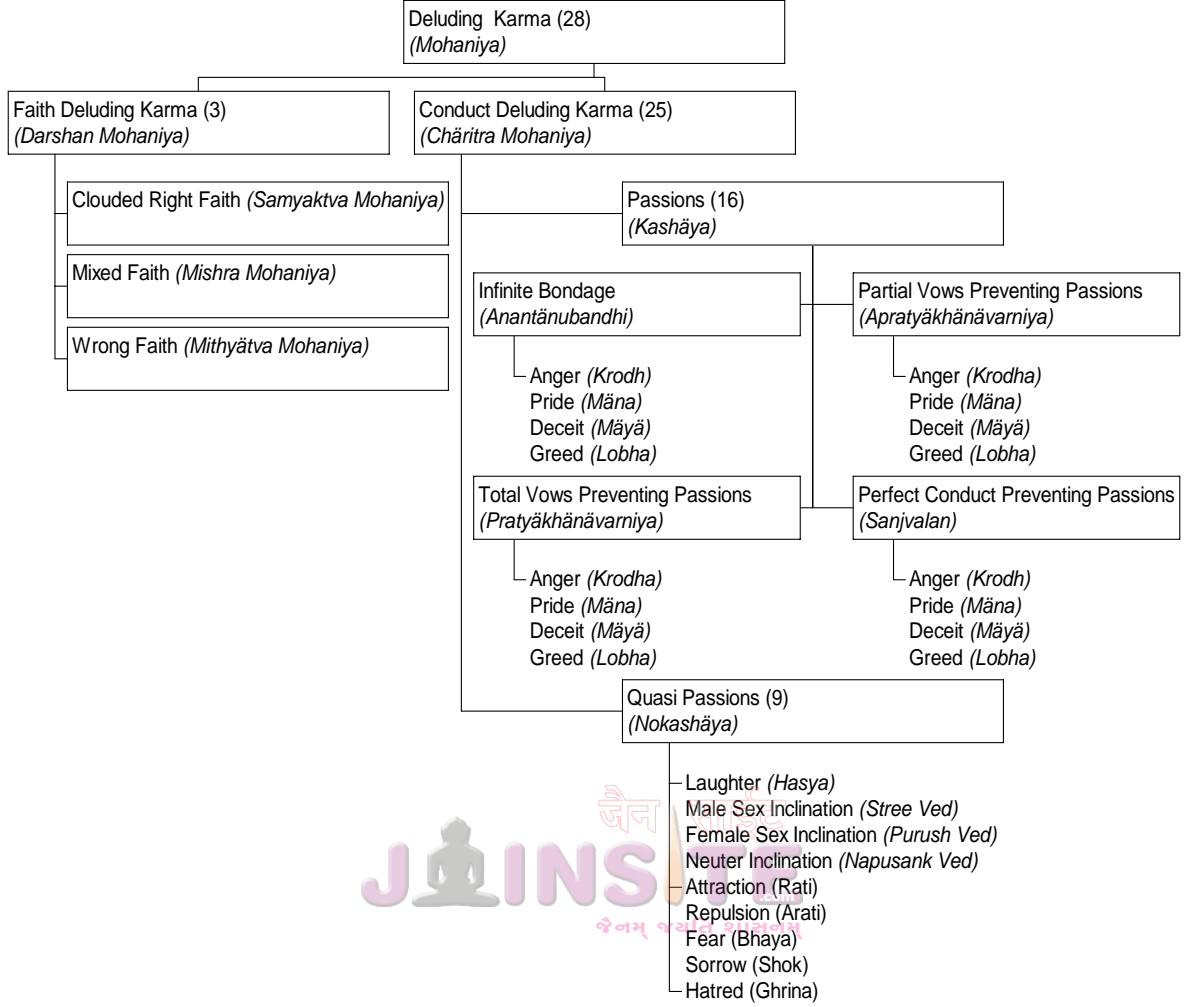 Deluding Karma (28)
(Mohaniya)
Faith Deluding Karma (3)
(Darshan Mohaniya)
Conduct Deluding Karma (25)
(Chäritra Mohaniya)
Clouded Right Faith (Samyaktva Mohaniya)
Mixed Faith (Mishra Mohaniya)
Wrong Faith (Mithyätva Mohaniya)
Passions (16)
(Kashäya)
Infinite Bondage
(Anantänubandhi)
Anger (Krodh)
Pride (Mäna)
Deceit (Mäyä)
Greed (Lobha)
Partial Vows Preventing Passions
(Apratyäkhänävarniya)
Anger (Krodha)
Pride (Mäna)
Deceit (Mäyä)
Greed (Lobha)
Total Vows Preventing Passions
(Pratyäkhänävarniya)
Anger (Krodha)
Pride (Mäna)
Deceit (Mäyä)
Greed (Lobha)
Perfect Conduct Preventing Passions
(Sanjvalan)
Anger (Krodh)
Pride (Mäna)
Deceit (Mäyä)
Greed (Lobha)
Quasi Passions (9)
(Nokashäya)
Laughter (Hasya)
Male Sex Inclination (Stree Ved)
Female Sex Inclination (Purush Ved)
Neuter Inclination (Napusank Ved)
Attraction (Rati)
Repulsion (Arati)
Fear (Bhaya)
Sorrow (Shok)
Hatred (Ghrina)
जैन साईट
JAINSITE
.com
જૈનમ્ જયતિ શાસનમ્